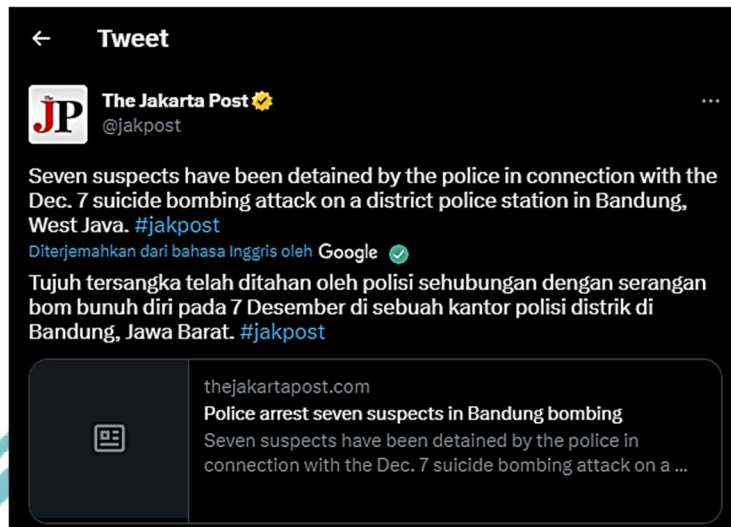 Tweet
The JP
The Jakarta Post
@jakpost
Seven suspects have been detained by the police in connection with the
Dec. 7 suicide bombing attack on a district police station in Bandung,
West Java. #jakpost
Diterjemahkan dari bahasa Inggris oleh Google
Tujuh tersangka telah ditahan oleh polisi sehubungan dengan serangan
bom bunuh diri pada 7 Desember di sebuah kantor polisi distrik di
Bandung, Jawa Barat. #jakpost
thejakartapost.com
Police arrest seven suspects in Bandung bombing
Seven suspects have been detained by the police in
connection with the Dec. 7 suicide bombing attack on a ...